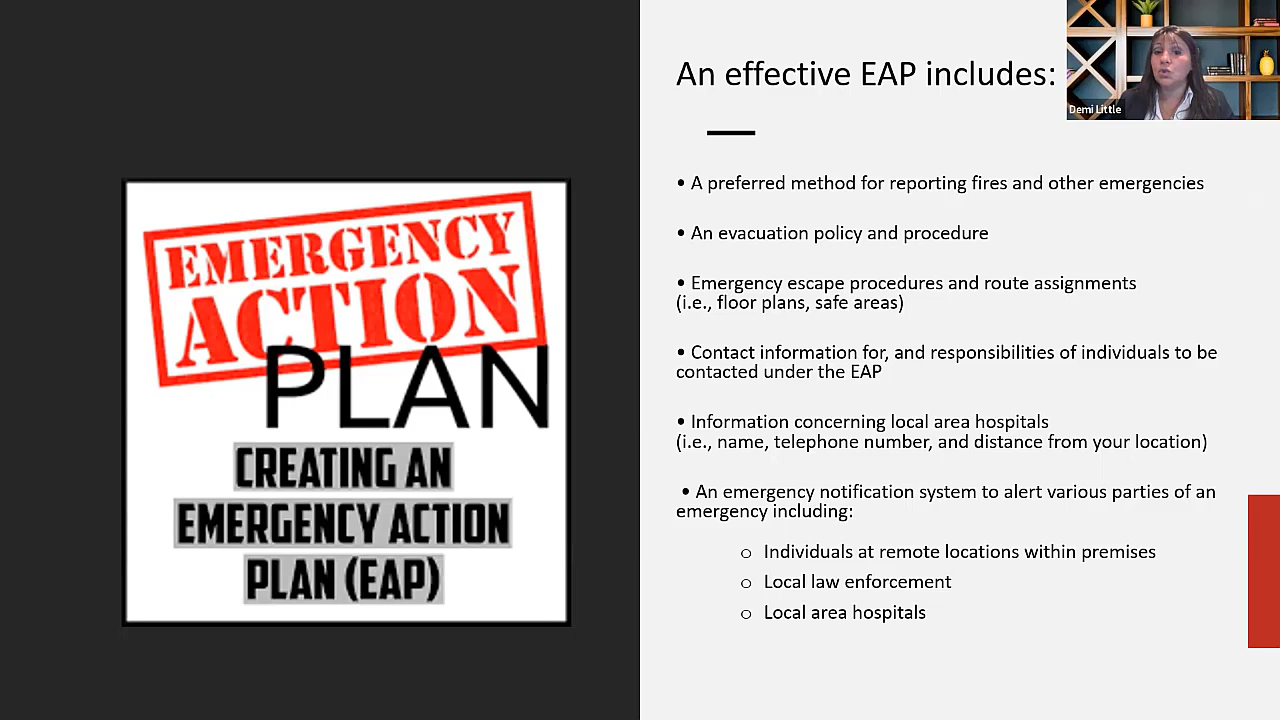 EMERGENCY
ACTION
PLAN
CREATING AN
EMERGENCY ACTION
PLAN (EAP)
An effective EAP includes:
Demi Little
• A preferred method for reporting fires and other emergencies
• An evacuation policy and procedure
• Emergency escape procedures and route assignments
(i.e., floor plans, safe areas)
• Contact information for, and responsibilities of individuals to be
contacted under the EAP
• Information concerning local area hospitals
(i.e., name, telephone number, and distance from your location)
• An emergency notification system to alert various parties of an
emergency including:
o Individuals at remote locations within premises
o Local law enforcement
o Local area hospitals